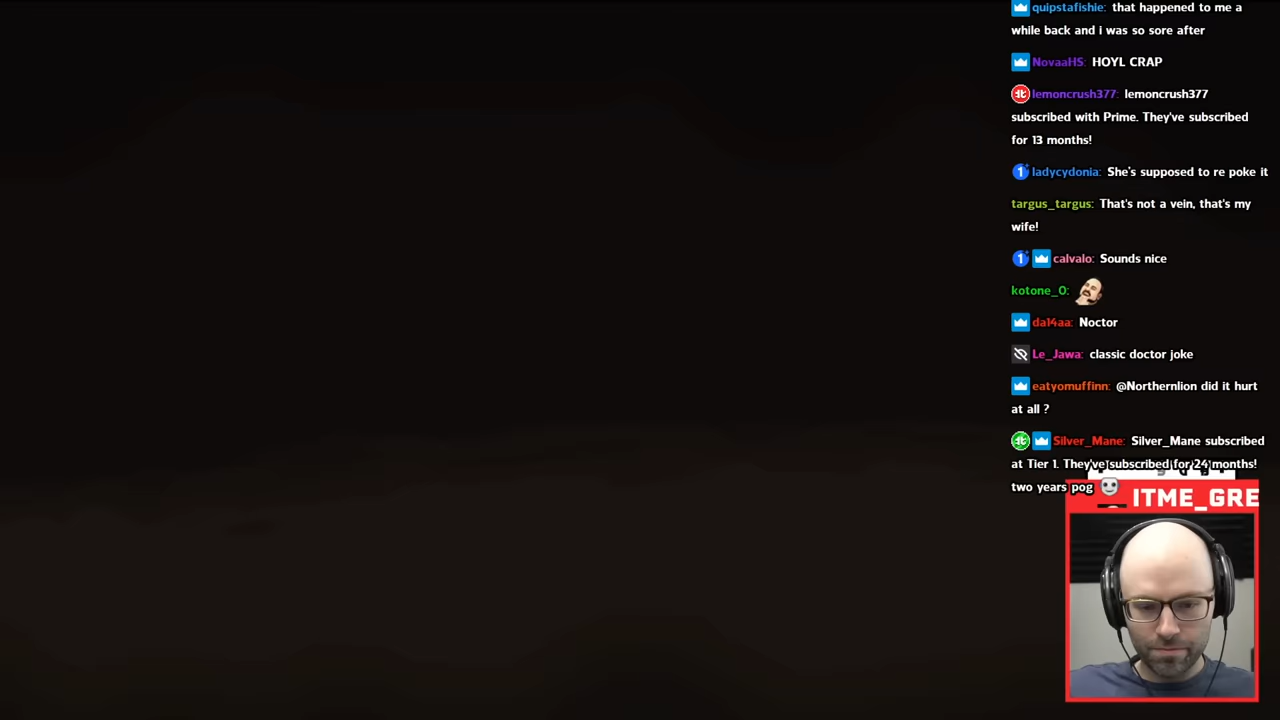 quipstafishie: that happened to me a
while back and i was so sore after
NovaaHS: HOYL CRAP
lemoncrush377: lemoncrush377
subscribed with Prime. They've subscribed
for 13 months!
ladycydonia: She's supposed to re poke it
targus_targus: That's not a vein, that's my
wife!
calvalo: Sounds nice
kotone_0:
da14aa: Noctor
Le_Jawa: classic doctor joke
eatyomuffinn: @Northernlion did it hurt
at all ?
Silver_Mane: Silver_Mane subscribed
at Tier 1. They've subscribed for 24 months!
two years pog
ITME_GRE